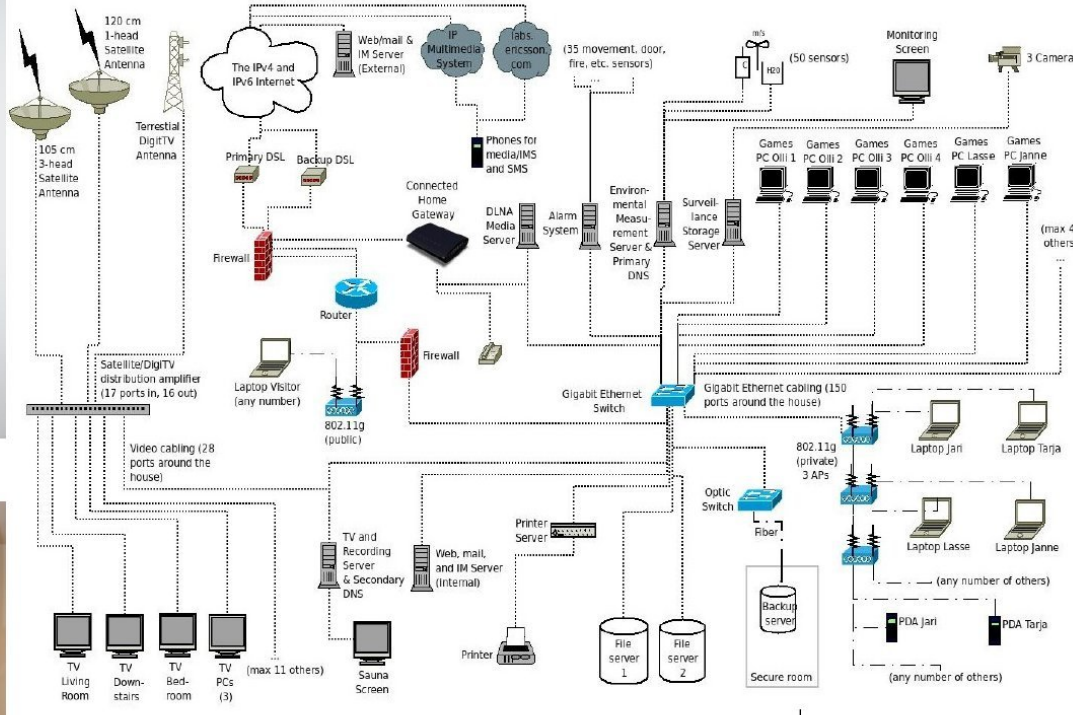 120 cm
1-head
Satellite
Antenna
105 cm
3-head
Satellite
Antenna
Terrestial
DigitTV
Antenna
The IPv4 and
IPv6 Internet
Web/mail &
IM Server
(External)
IP
Multimedia
System
labs.
ericsson.
com
(35 movement, door,
fire, etc. sensors)
m/s
C
H20
(50 sensors)
Monitoring
Screen
3 Camera
Primary DSL
Backup DSL
Phones for
media/IMS
and SMS
Connected
Home
Gateway
DLNA
Media
Server
Alarm
System
Environ-
mental
Measu-
rement
Server &
Primary
DNS
Surveil-
lance
Storage
Server
Games
PC Olli 1
Games
PC Olli 2
Games
PC Olli 3
Games
PC Olli 4
Games
PC Lasse
Games
PC Janne
(max 4
others
...
Firewall
Router
Firewall
Laptop Visitor
(any number)
802.11g
(public)
Satellite/DigiTV
distribution amplifier
(17 ports in, 16 out)
Gigabit Ethernet
Switch
Gigabit Ethernet cabling (150
ports around the house)
802.11g
(private)
3 APs
Laptop Jari
Laptop Tarja
Laptop Lasse
Laptop Janne
Video cabling (28
ports around the
house)
Optic
Switch
Fiber
Printer
Server
TV and
Recording
Server
& Secondary
DNS
Web, mail,
and IM Server
(Internal)
(any number of others)
Backup
server
Secure room
PDA Jari
PDA Tarja
(any number of others)
TV
Living
Room
TV
Down-
stairs
TV
Bed-
room
TV
PCs
(3)
(max 11 others)
Sauna
Screen
Printer
File
server
1
File
server
2